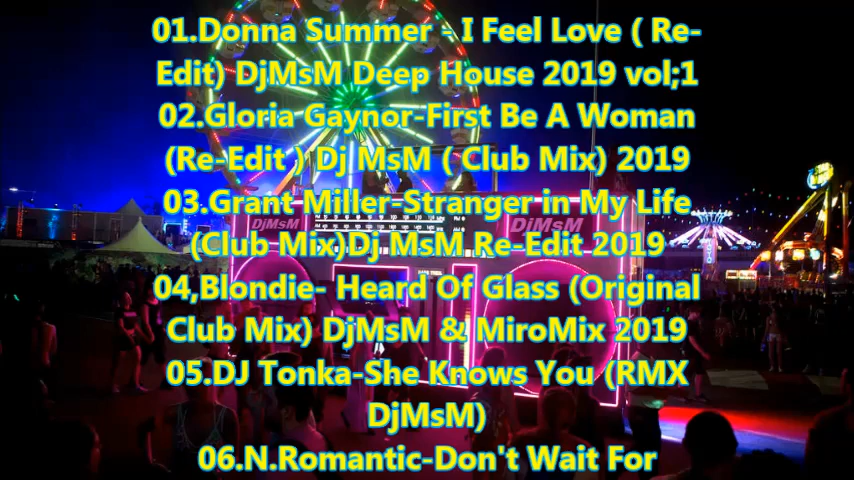 01.Donna Summer - I Feel Love ( Re-
Edit) DjMsM Deep House 2019 vol;1
02.Gloria Gaynor-First Be A Woman
(Re-Edit ) Dj MsM ( Club Mix) 2019
03.Grant Miller-Stranger in My Life
DjMsM
DjMsM
(Club Mix)Dj MsM Re-Edit 2019
04,Blondie- Heard Of Glass (Original
Club Mix) DjMsM & MiroMix 2019
05.DJ Tonka-She Knows You (RMX
DjMsM)
06.N.Romantic-Don't Wait For